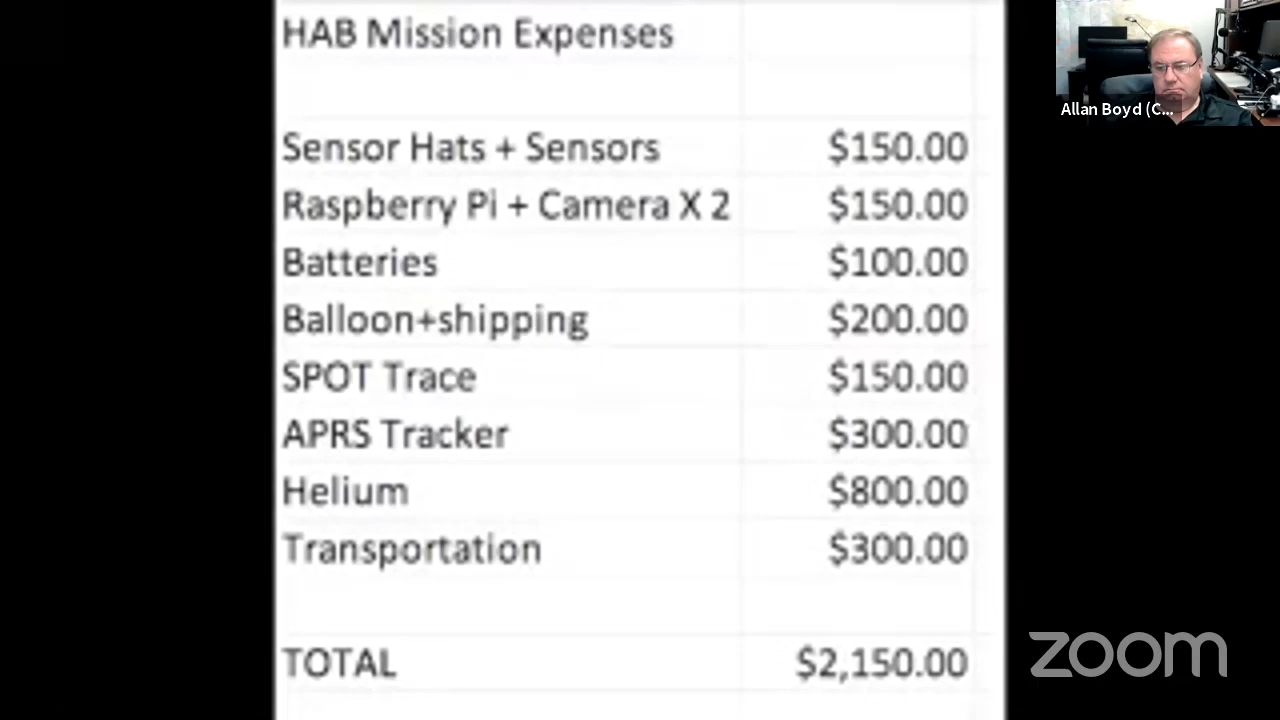 HAB Mission Expenses
Sensor Hats + Sensors $150.00
Raspberry Pi + Camera X 2 $150.00
Batteries $100.00
Balloon+shipping $200.00
SPOT Trace $150.00
APRS Tracker $300.00
Helium $800.00
Transportation $300.00
TOTAL $2,150.00
Allan Boyd (C...
zoom